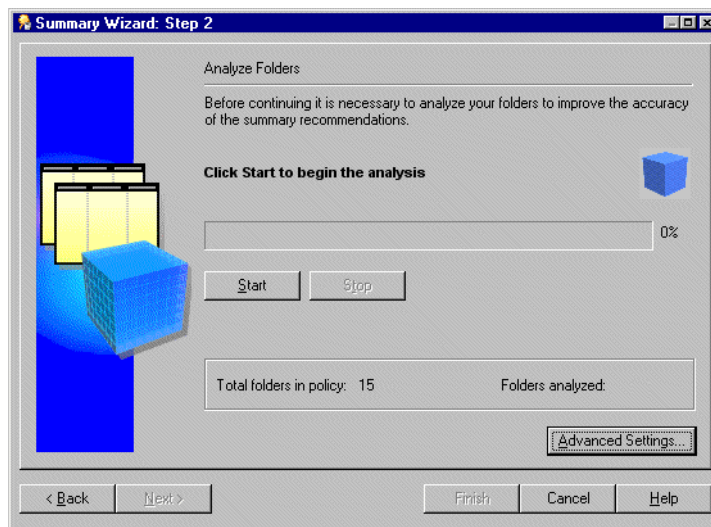 Summary Wizard: Step 2
Analyze Folders
Before continuing it is necessary to analyze your folders to improve the accuracy
of the summary recommendations.
Click Start to begin the analysis
0%
Start Stop
Total folders in policy: 15 Folders analyzed:
Advanced Settings...
< Back Next > Finish Cancel Help